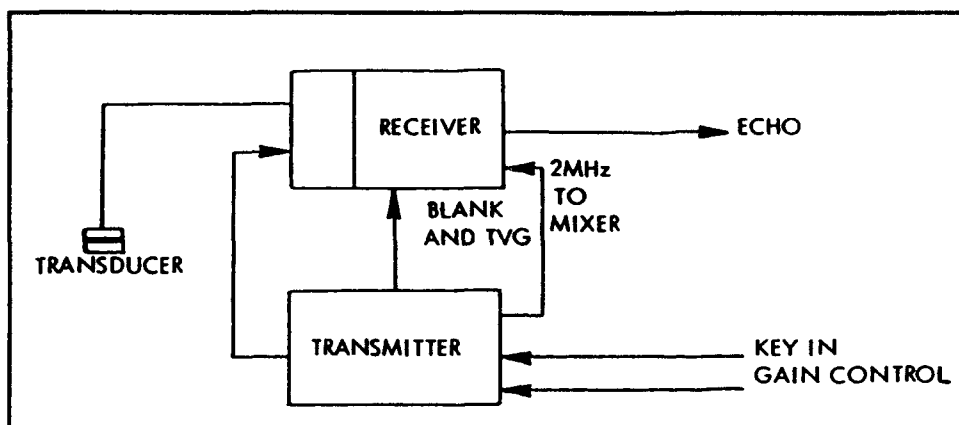 RECEIVER
ECHO
2MHz
TO
MIXER
BLANK
AND TVG
TRANSDUCER
TRANSMITTER
KEY IN
GAIN CONTROL